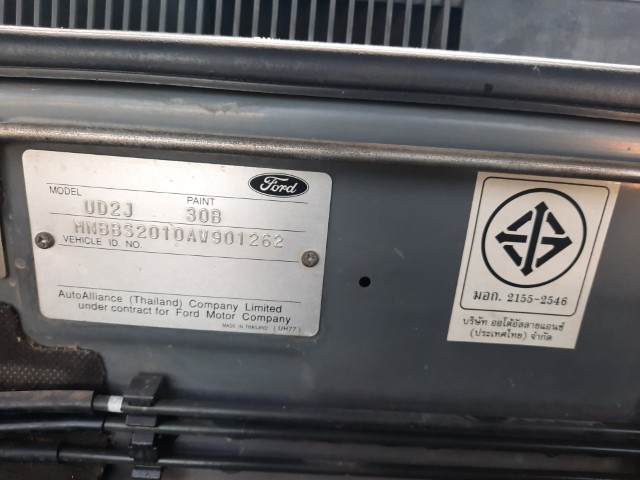 Ford
MODEL UD2J PAINT 30B
MNBBS2010AW901262
VEHICLE ID. NO.
AutoAlliance (Thailand) Company Limited
under contract for Ford Motor Company
MADE IN THAILAND (UH77)
มอก. 2155-2546
บริษัท ออโต้อัลลายแอนซ์
(ประเทศไทย) จำกัด